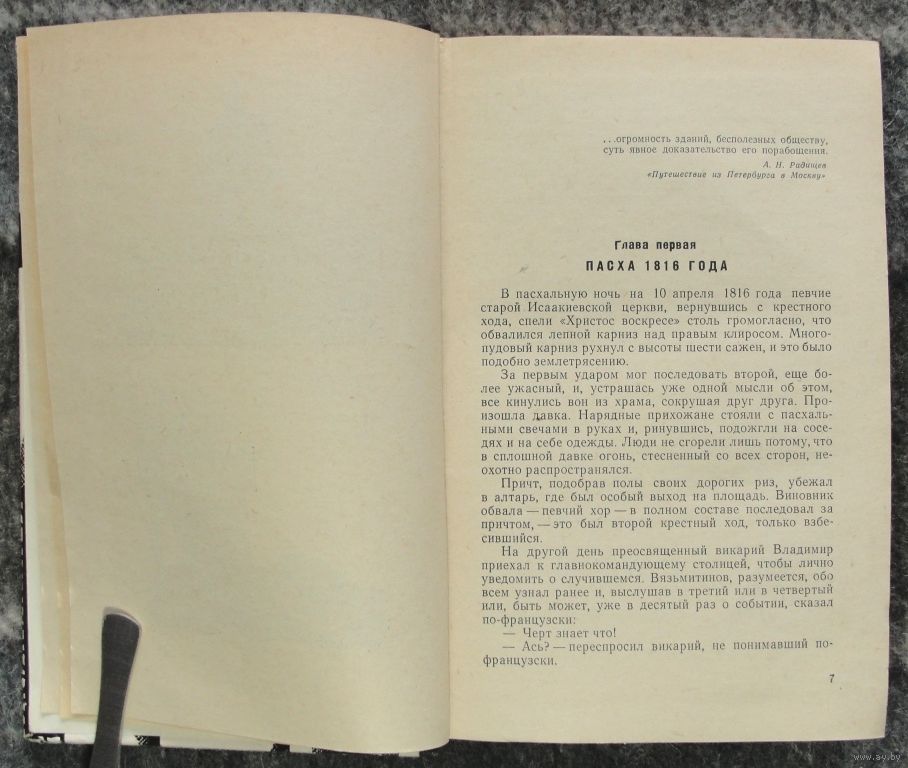 ...огромность зданий, бесполезных обществу,
суть явное доказательство его порабощения.
А. Н. Радищев
«Путешествие из Петербурга в Москву»
Глава первая
ПАСХА 1816 ГОДА
В пасхальную ночь на 10 апреля 1816 года певчие
старой Исаакиевской церкви, вернувшись с крестного
хода, спели «Христос воскресе» столь громогласно, что
обвалился лепной карниз над правым клиросом. Много-
пудовый карниз рухнул с высоты шести сажен, и это было
подобно землетрясению.
За первым ударом мог последовать второй, еще бо-
лее ужасный, и, устрашась уже одной мысли об этом,
все кинулись вон из храма, сокрушая друг друга. Про-
изошла давка. Нарядные прихожане стояли с пасхаль-
ными свечами в руках и, ринувшись, подожгли на сосе-
дях и на себе одежды. Люди не сгорели лишь потому, что
в сплошной давке огонь, стесненный со всех сторон, не-
охотно распространялся.
Причт, подобрав полы своих дорогих риз, убежал
в алтарь, где был особый выход на площадь. Виновник
обвала — певчий хор — в полном составе последовал за
причтом, — это был второй крестный ход, только взбе-
сившийся.
На другой день преосвященный викарий Владимир
приехал к главнокомандующему столицей, чтобы лично
уведомить о случившемся. Вязьмитинов, разумеется, обо
всем узнал ранее и, выслушав в третий или в четвертый
или, быть может, уже в десятый раз о событии, сказал
по-французски:
— Черт знает что!
— Ась? — переспросил викарий, не понимавший по-
французски.
7
www.ay.by